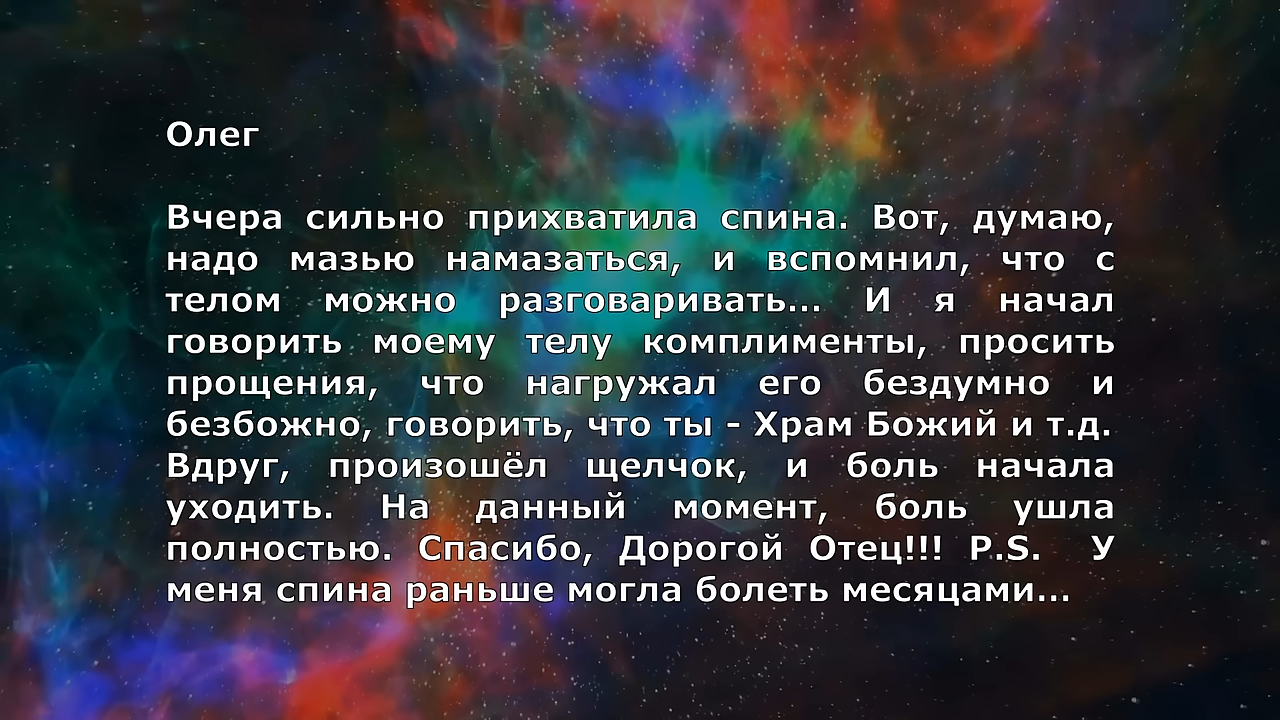 Олег
Вчера сильно прихватила спина. Вот, думаю,
надо мазью намазаться, и вспомнил, что с
телом можно разговаривать... И я начал
говорить моему телу комплименты, просить
прощения, что нагружал его бездумно и
безбожно, говорить, что ты - Храм Божий и т.д.
Вдруг, произошёл щелчок, и боль начала
уходить. На данный момент, боль ушла
полностью. Спасибо, Дорогой Отец!!! P.S. У
меня спина раньше могла болеть месяцами...